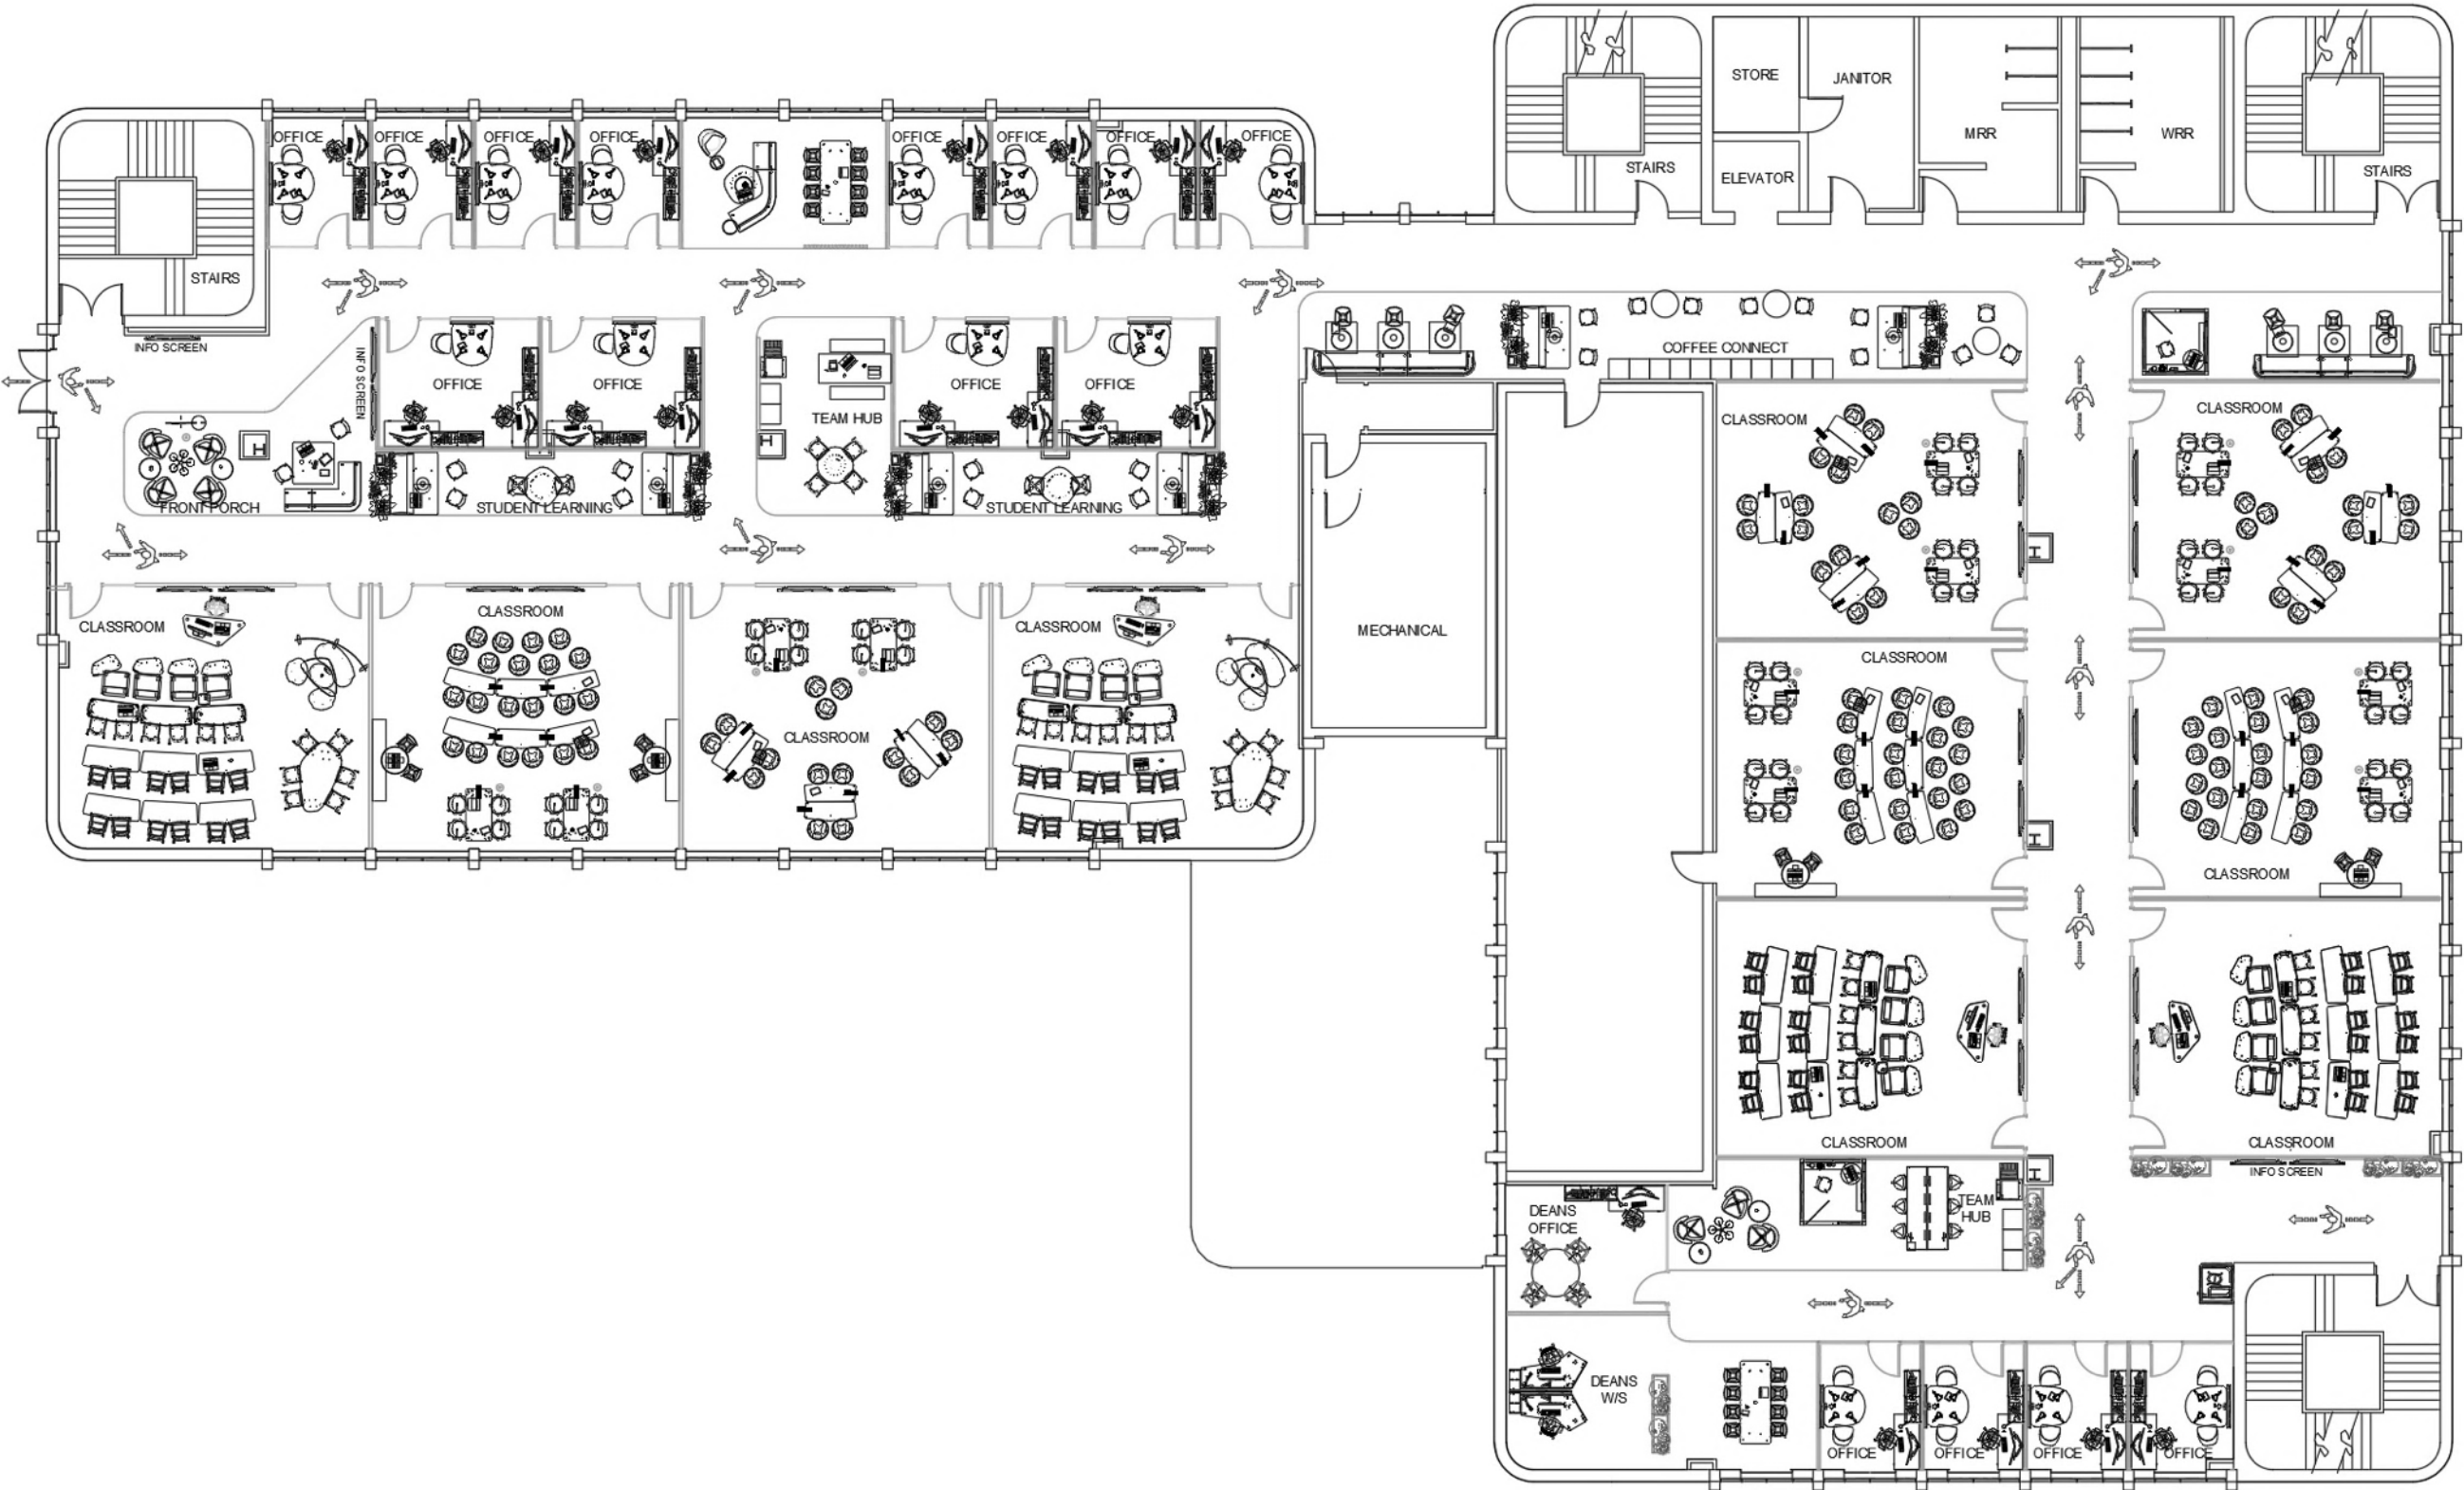 STORE
JANITOR
MRR
WRR
OFFICE
OFFICE
OFFICE
OFFICE
OFFICE
OFFICE
OFFICE
OFFICE
STAIRS
ELEVATOR
STAIRS
STAIRS
INFO SCREEN
INFO SCREEN
OFFICE
OFFICE
OFFICE
OFFICE
COFFEE CONNECT
TEAM HUB
CLASSROOM
CLASSROOM
FRONT PORCH
STUDENT LEARNING
STUDENT LEARNING
CLASSROOM
CLASSROOM
CLASSROOM
MECHANICAL
CLASSROOM
CLASSROOM
CLASSROOM
CLASSROOM
CLASSROOM
INFO SCREEN
TEAM
HUB
DEANS
OFFICE
DEANS
W/S
OFFICE
OFFICE
OFFICE
OFFICE